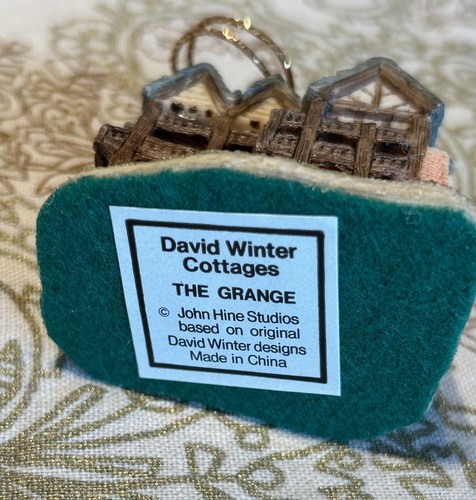 David Winter
Cottages
THE GRANGE
© John Hine Studios
based on original
David Winter designs
Made in China